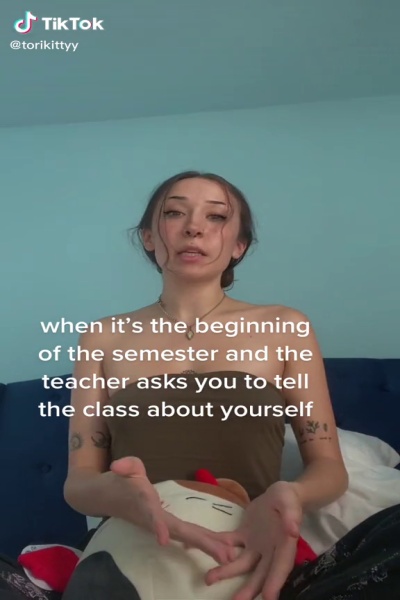 TikTok
@torikittyy
when it’s the beginning
of the semester and the
teacher asks you to tell
the class about yourself